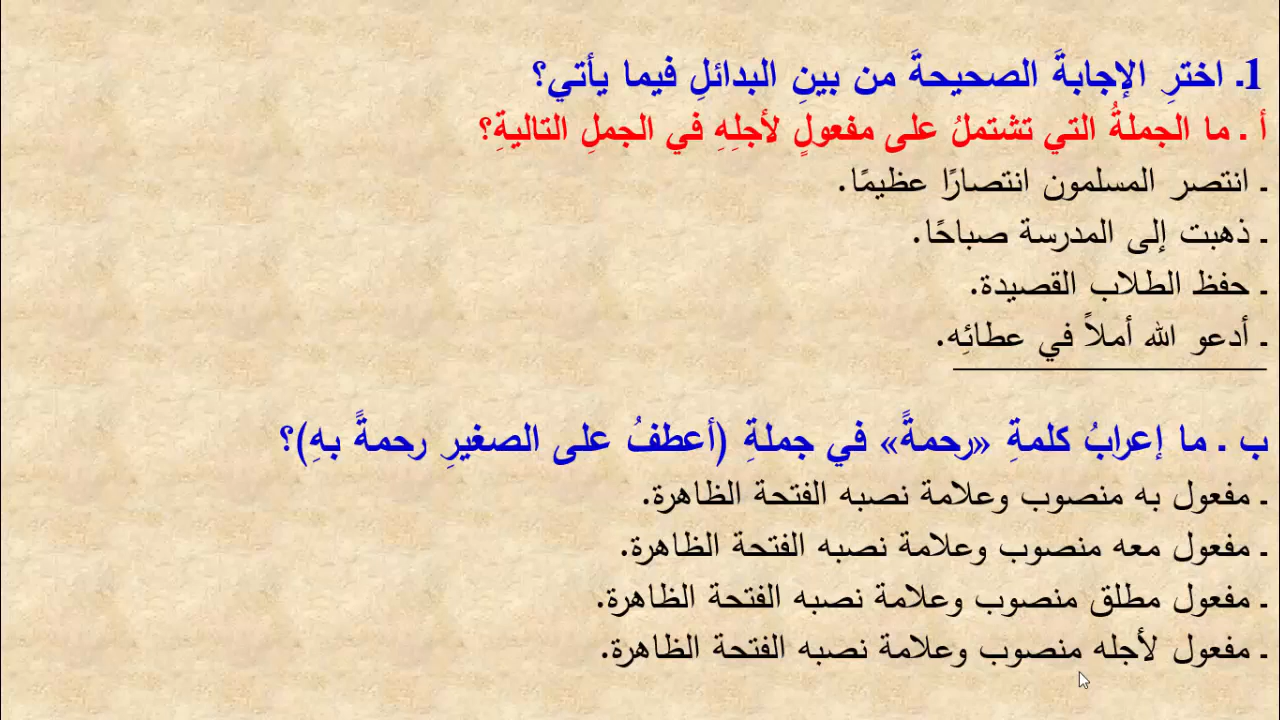 1ـ اخترِ الإجابةَ الصحيحةَ من بينِ البدائلِ فيما يأتي؟
أ ـ ما الجملةُ التي تشتملُ على مفعولٍ لأجلِهِ في الجملِ التاليةِ؟
ـ انتصر المسلمون انتصارًا عظيمًا.
ـ ذهبت إلى المدرسة صباحًا.
ـ حفظ الطلاب القصيدة.
ـ أدعو الله أملاً في عطائِه.
ب ـ ما إعرابُ كلمةِ «رحمةً» في جملةِ (أعطفُ على الصغيرِ رحمةً بهِ)؟
ـ مفعول به منصوب وعلامة نصبه الفتحة الظاهرة.
ـ مفعول معه منصوب وعلامة نصبه الفتحة الظاهرة.
ـ مفعول مطلق منصوب وعلامة نصبه الفتحة الظاهرة.
ـ مفعول لأجله منصوب وعلامة نصبه الفتحة الظاهرة.